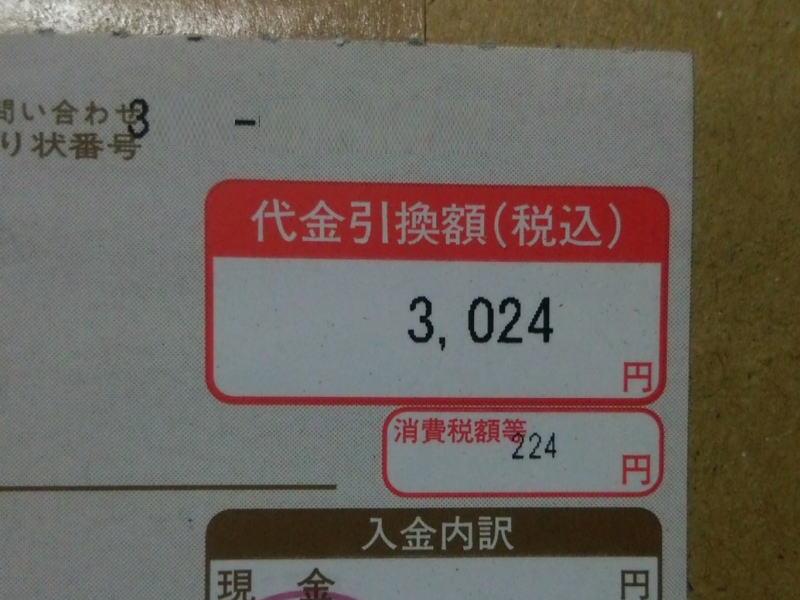 問い合わせ
り状番号
3 -
代金引換額(税込)
3,024
円
消費税額等
224
円
入金内訳
現 金 円